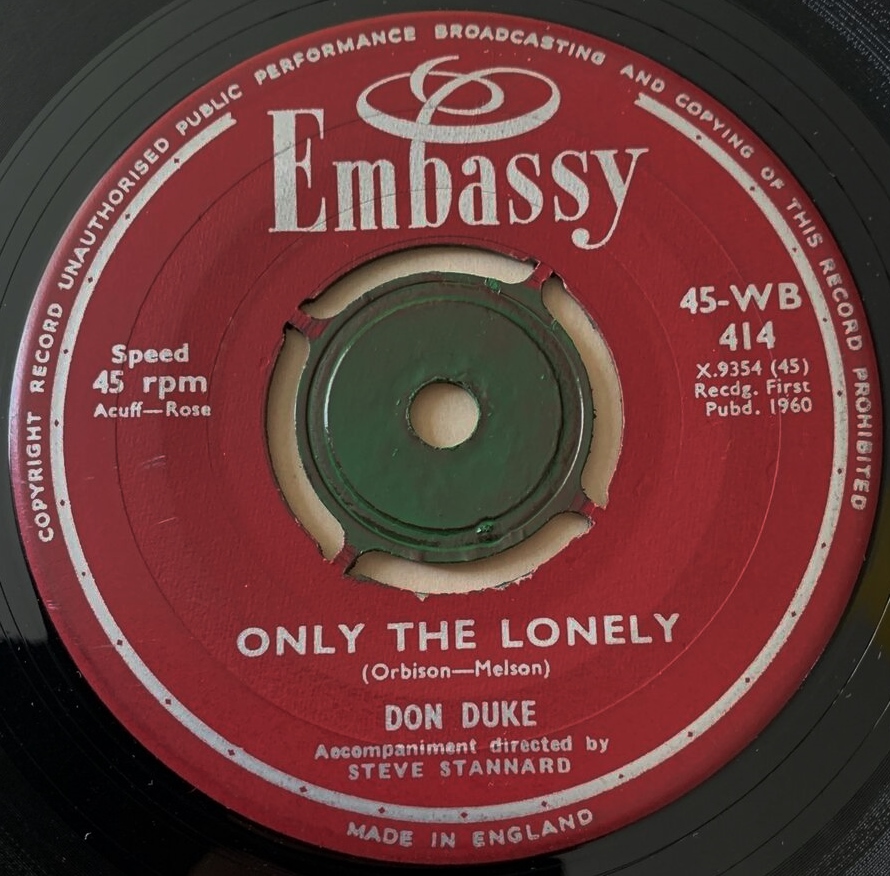 COPYRIGHT RECORD UNAUTHORISED PUBLIC PERFORMANCE BROADCASTING AND COPYING OF THIS RECORD PROHIBITED
Embassy
45-WB
414
X.9354 (45)
Recdg. First
Pubd. 1960
Speed
45 rpm
Acuff—Rose
ONLY THE LONELY
(Orbison—Melson)
DON DUKE
Accompaniment directed by
STEVE STANNARD
MADE IN ENGLAND